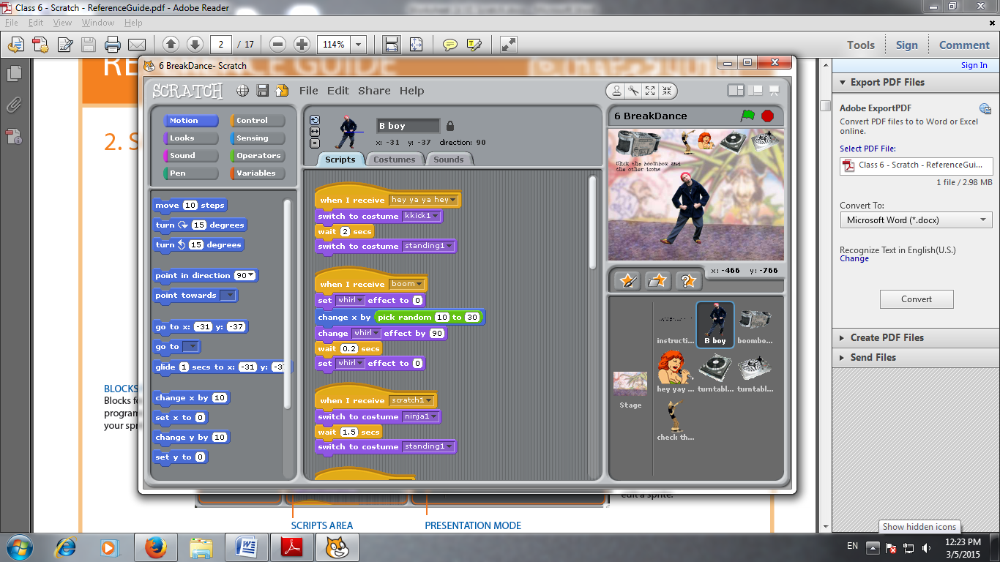 Class 6 - Scratch - ReferenceGuide.pdf - Adobe Reader
File Edit View Window Help
2 / 17
114%
Tools
Sign
Comment
Sign In
Export PDF Files
Adobe ExportPDF
Convert PDF files to to Word or Excel
online.
Select PDF File:
Class 6 - Scratch - ReferenceGui...
1 file / 2.98 MB
Convert To:
Microsoft Word (*.docx)
Recognize Text in English(U.S.)
Change
Convert
Create PDF Files
Send Files
2. S
BLOCKS
Blocks fo
program
your spri
6 BreakDance- Scratch
SCRATCH
File Edit Share Help
Motion
Control
Looks
Sensing
Sound
Operators
Pen
Variables
move 10 steps
turn 15 degrees
turn 15 degrees
point in direction 90
point towards
go to x: -31 y: -37
go to
glide 1 secs to x: -31 y: -3
change x by 10
set x to 0
change y by 10
set y to 0
B boy
x: -31 y: -37 direction: 90
Scripts
Costumes
Sounds
when I receive hey ya ya hey
switch to costume kkick1
wait 2 secs
switch to costume standing1
when I receive boom
set whirl effect to 0
change x by pick random 10 to 30
change whirl effect by 90
wait 0.2 secs
set whirl effect to 0
when I receive scratch1
switch to costume ninja1
wait 1.5 secs
switch to costume standing1
6 BreakDance
Click the boombox and
the other icons
x: -466 y: -766
instructi...
B boy
boombo...
hey yay ...
turntabl...
turntabl...
Stage
check th...
edit a sprite.
SCRIPTS AREA
PRESENTATION MODE
Show hidden icons
EN
12:23 PM
3/5/2015